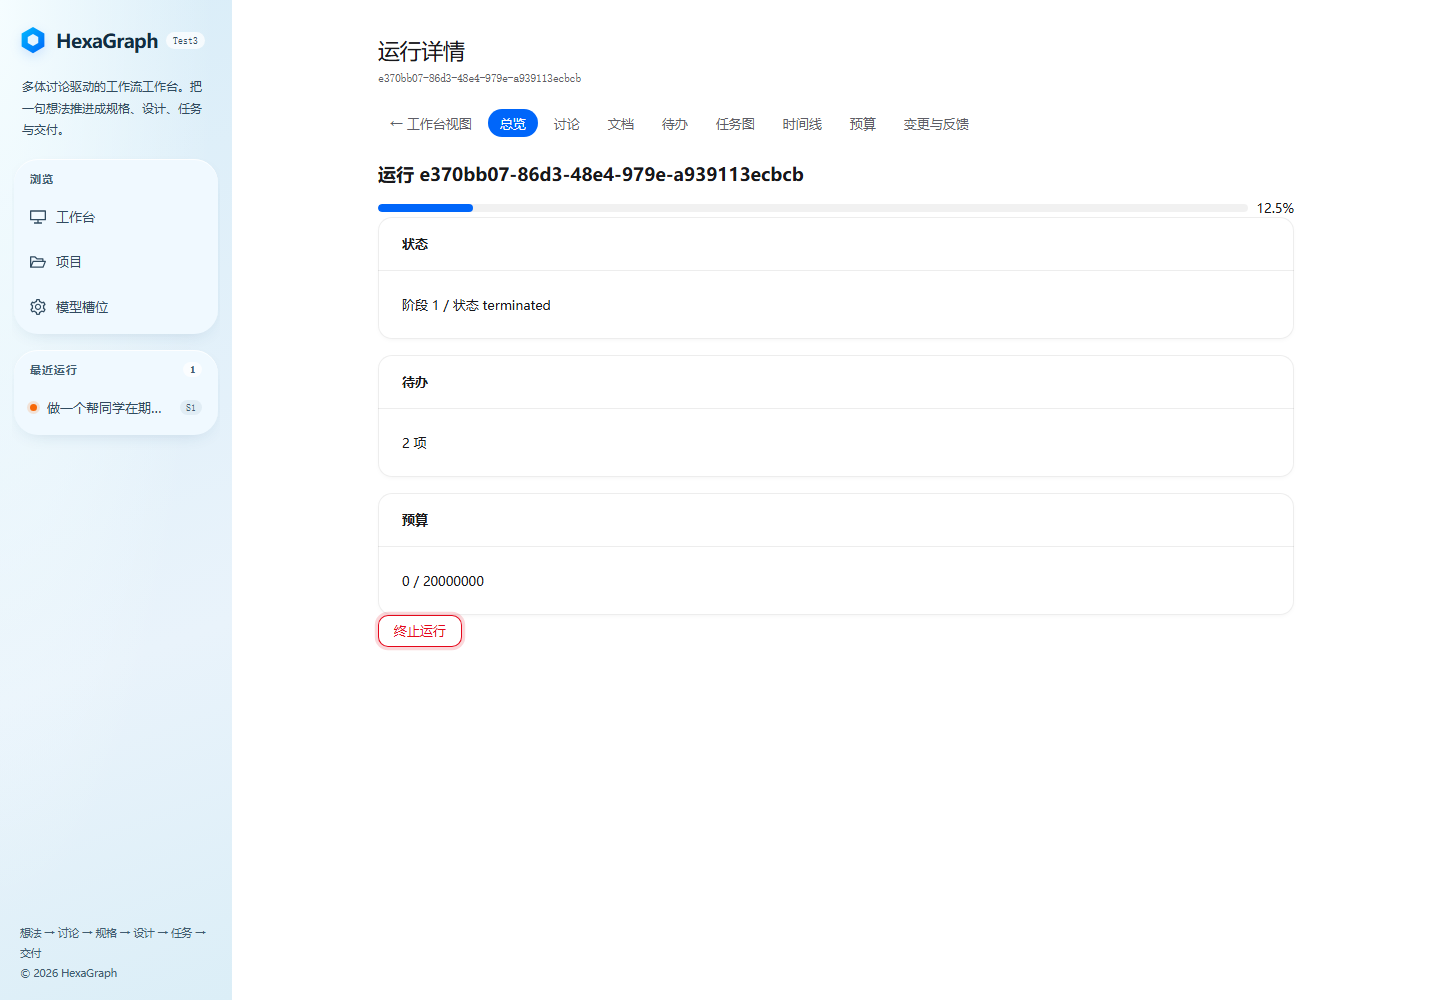 HexaGraph Test3
多体讨论驱动的工作流工作台。把
一句想法推进成规格、设计、任务
与交付。
浏览
工作台
项目
模型槽位
最近运行 1
做一个帮同学在期... S1
想法 → 讨论 → 规格 → 设计 → 任务 →
交付
© 2026 HexaGraph
运行详情
e370bb07-86d3-48e4-979e-a939113ecbcb
← 工作台视图 总览 讨论 文档 待办 任务图 时间线 预算 变更与反馈
运行 e370bb07-86d3-48e4-979e-a939113ecbcb
12.5%
状态
阶段 1 / 状态 terminated
待办
2 项
预算
0 / 20000000
终止运行